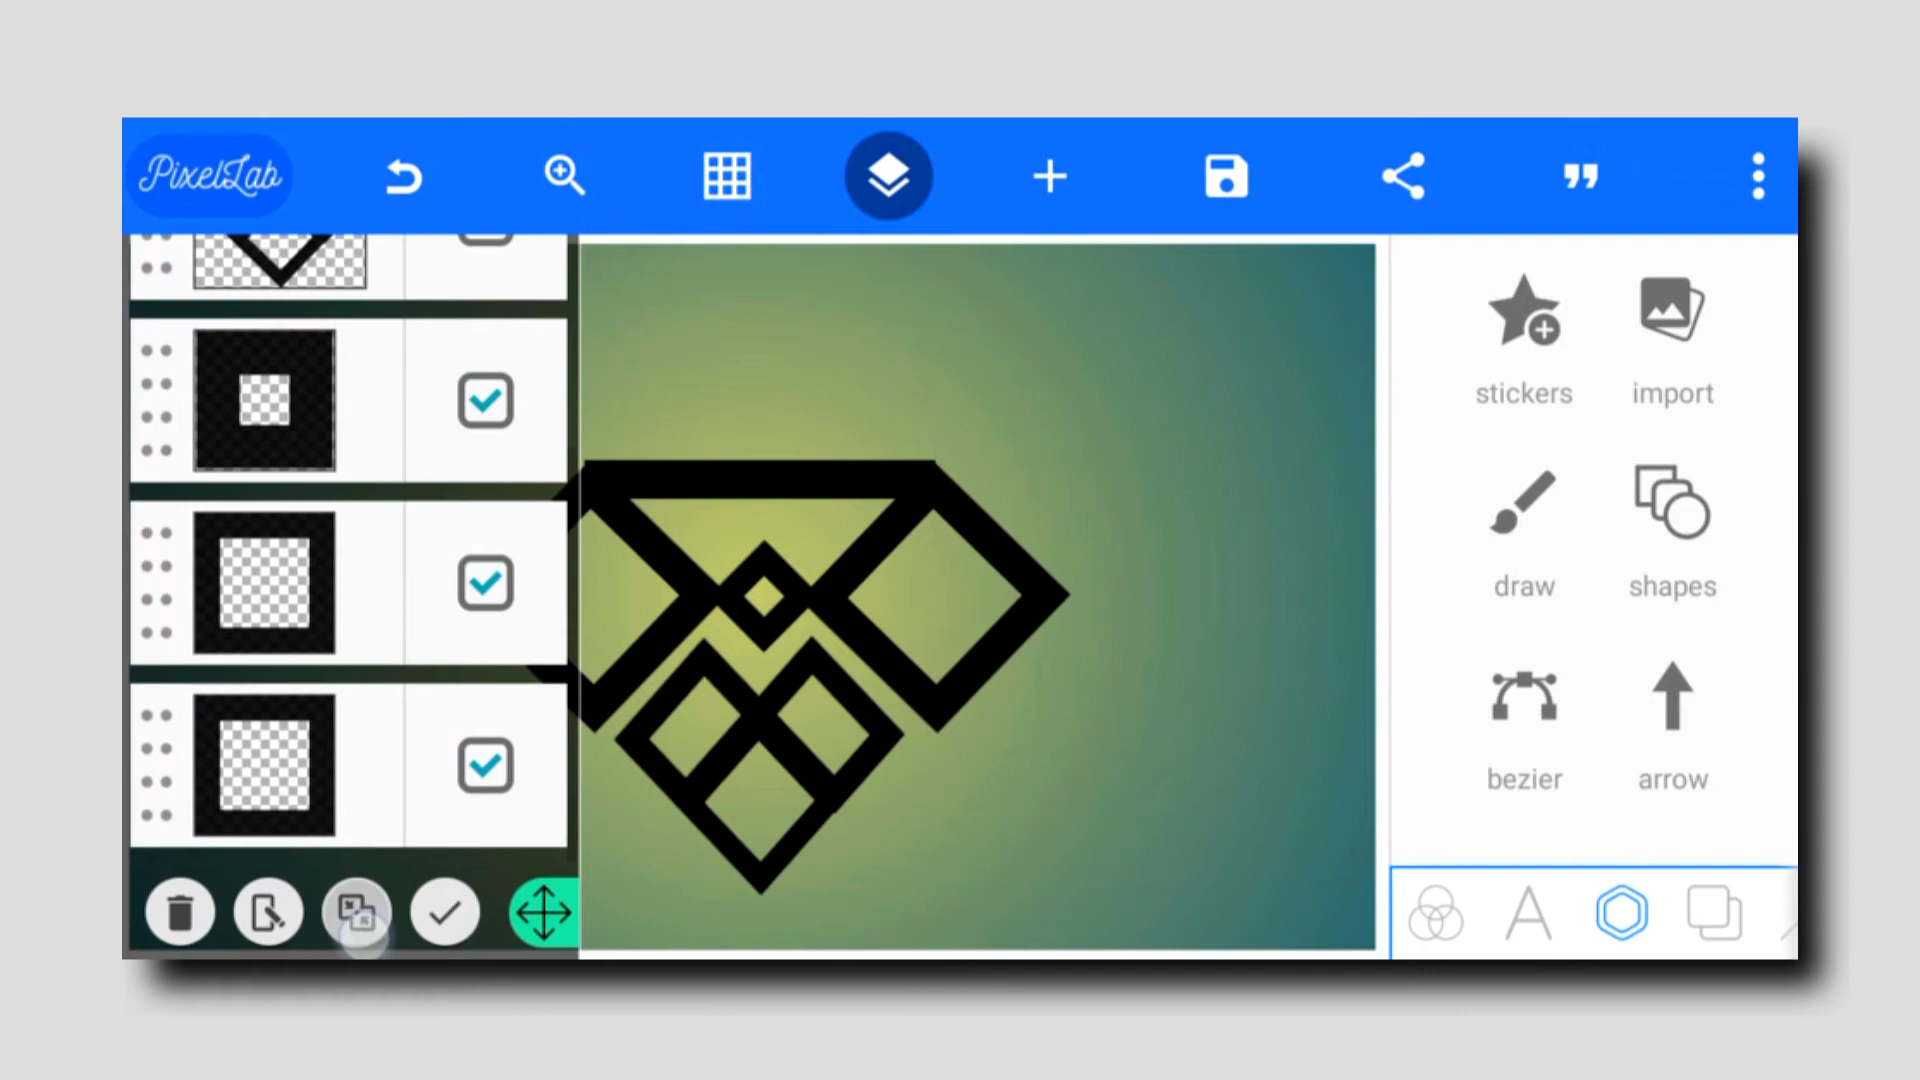 PixelLab
stickers
import
draw
shapes
bezier
arrow